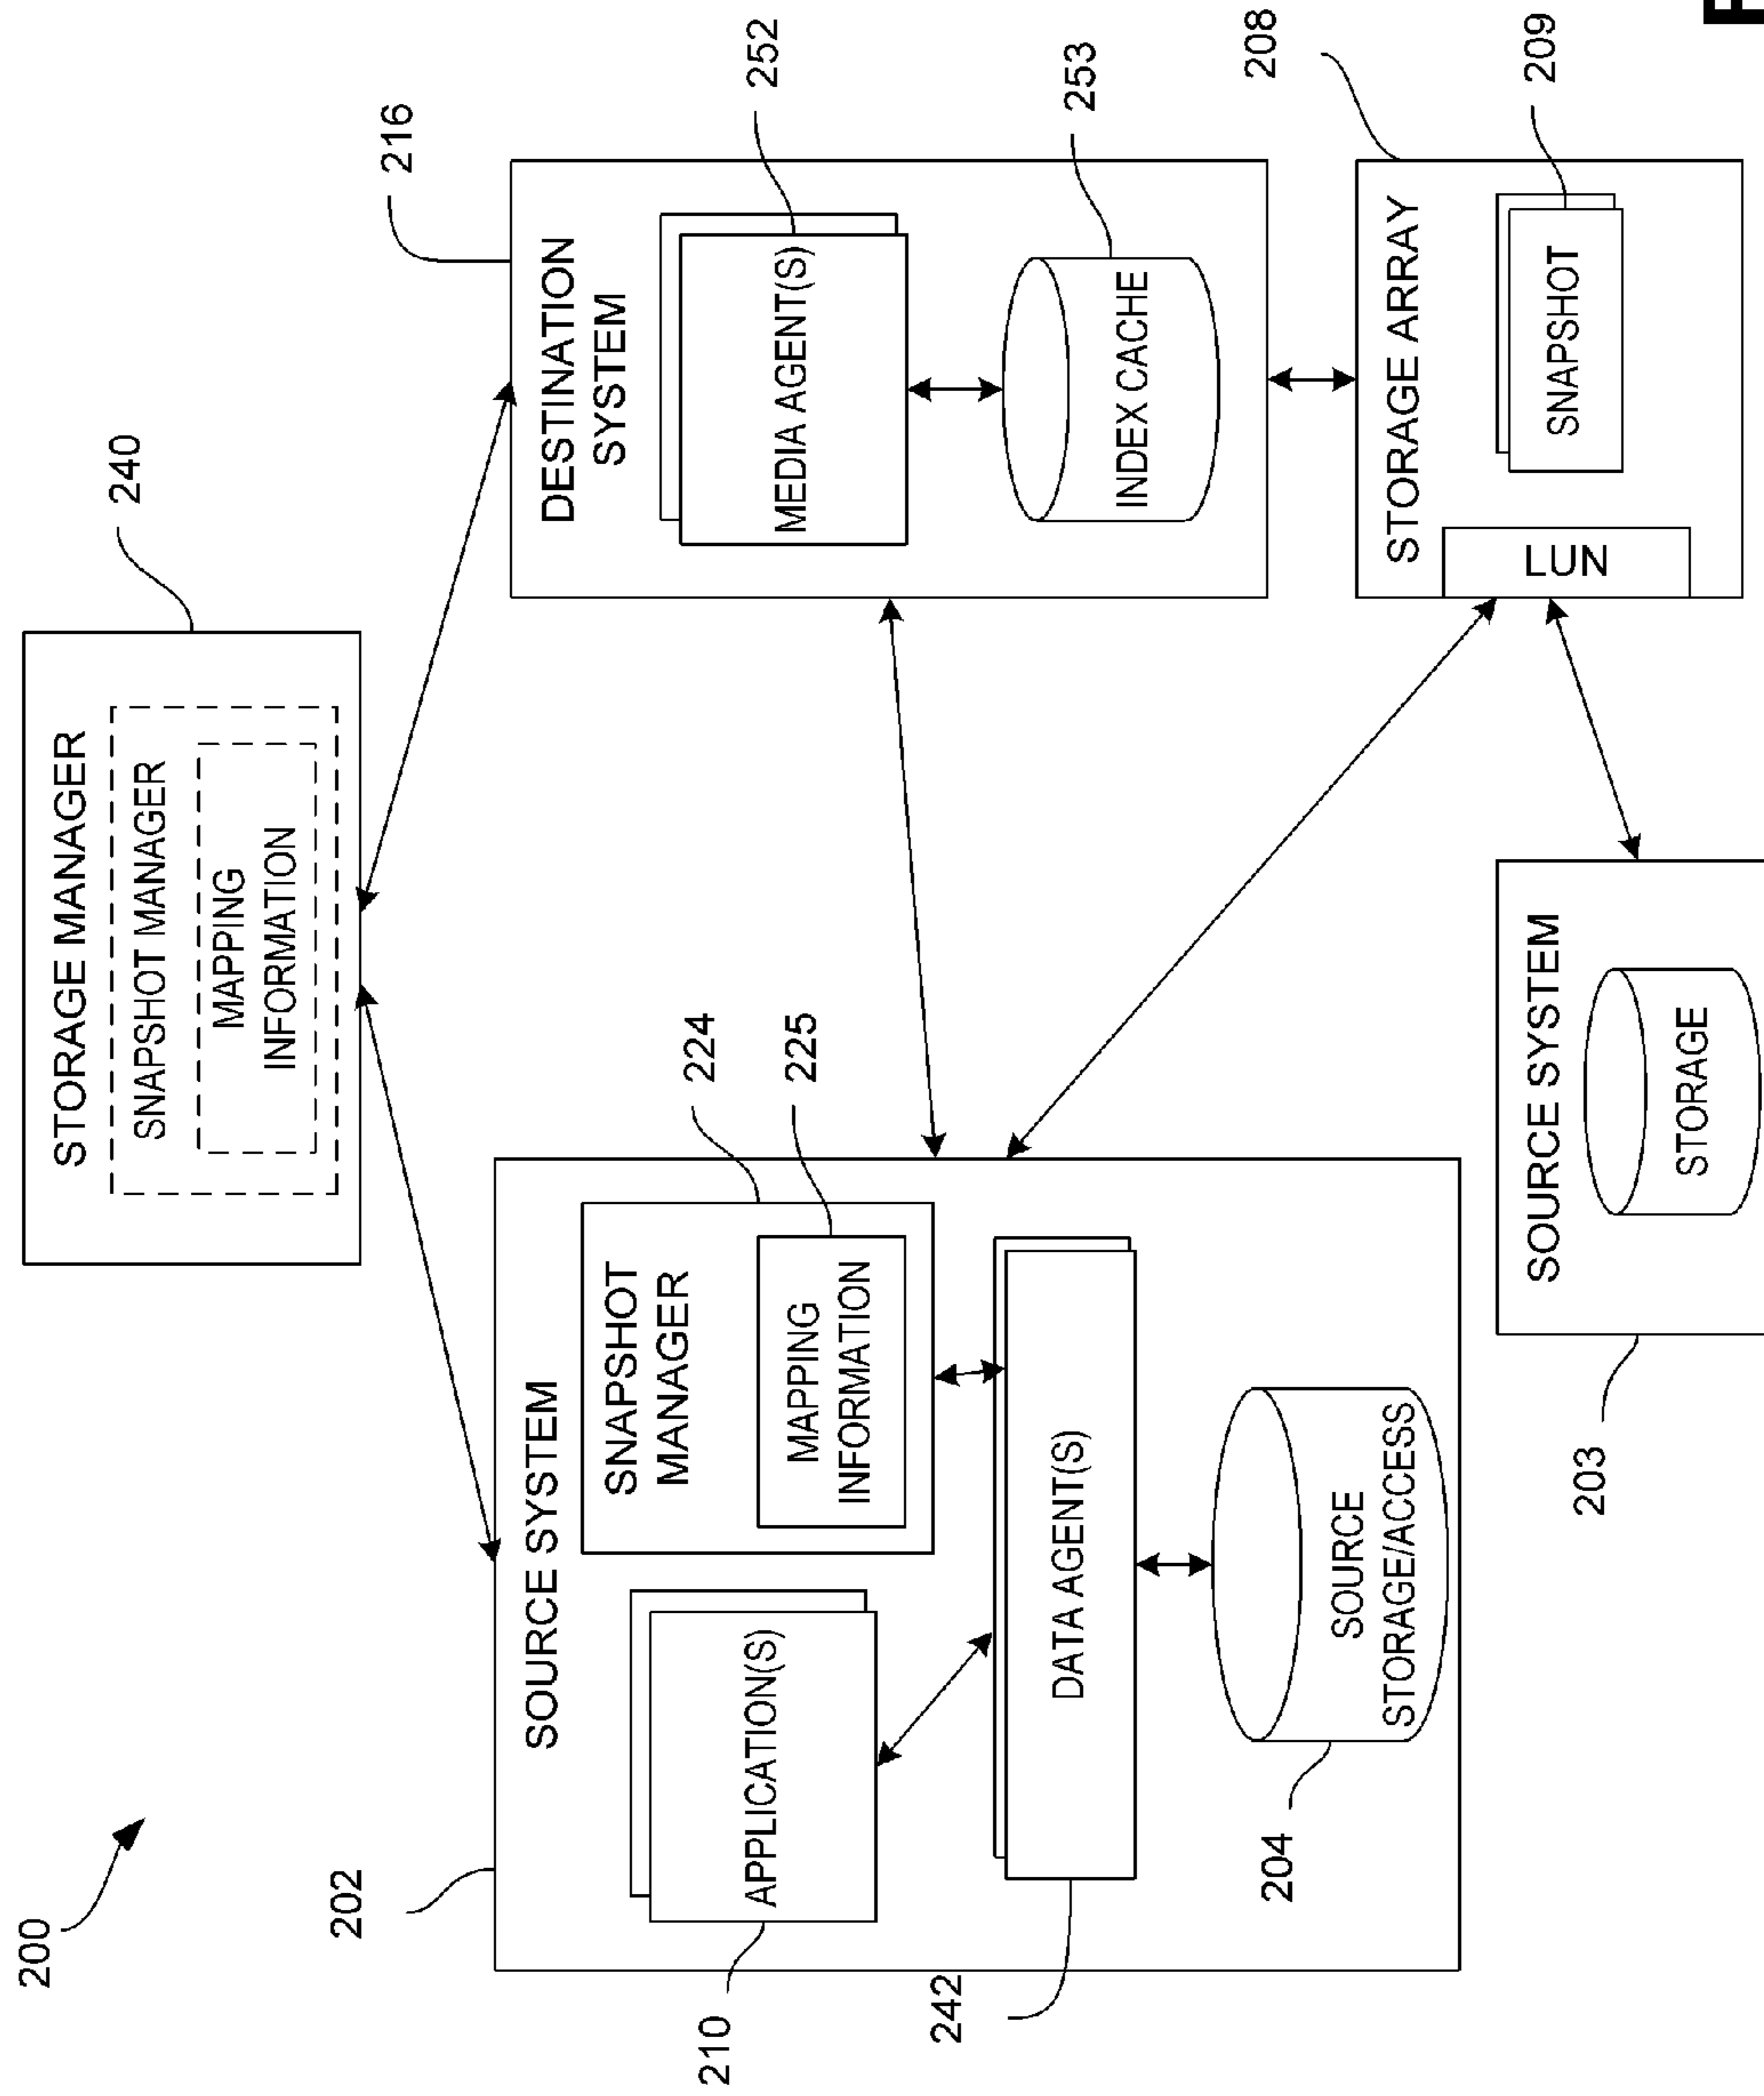 200
STORAGE MANAGER
SNAPSHOT MANAGER
MAPPING
INFORMATION
240
202
SOURCE SYSTEM
210
APPLICATION(S)
SNAPSHOT
MANAGER
MAPPING
INFORMATION
224
225
242
DATA AGENT(S)
204
SOURCE
STORAGE/ACCESS
216
DESTINATION
SYSTEM
MEDIA AGENT(S)
252
INDEX CACHE
253
203
SOURCE SYSTEM
STORAGE
208
STORAGE ARRAY
LUN
SNAPSHOT
209